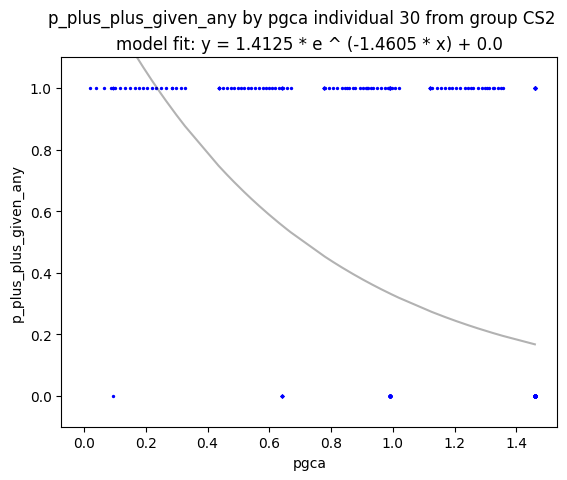 p_plus_plus_given_any by pgca individual 30 from group CS2
model fit: y = 1.4125 * e ^ (-1.4605 * x) + 0.0
1.0
0.8
0.6
0.4
0.2
0.0
p_plus_plus_given_any
0.0 0.2 0.4 0.6 0.8 1.0 1.2 1.4
pgca